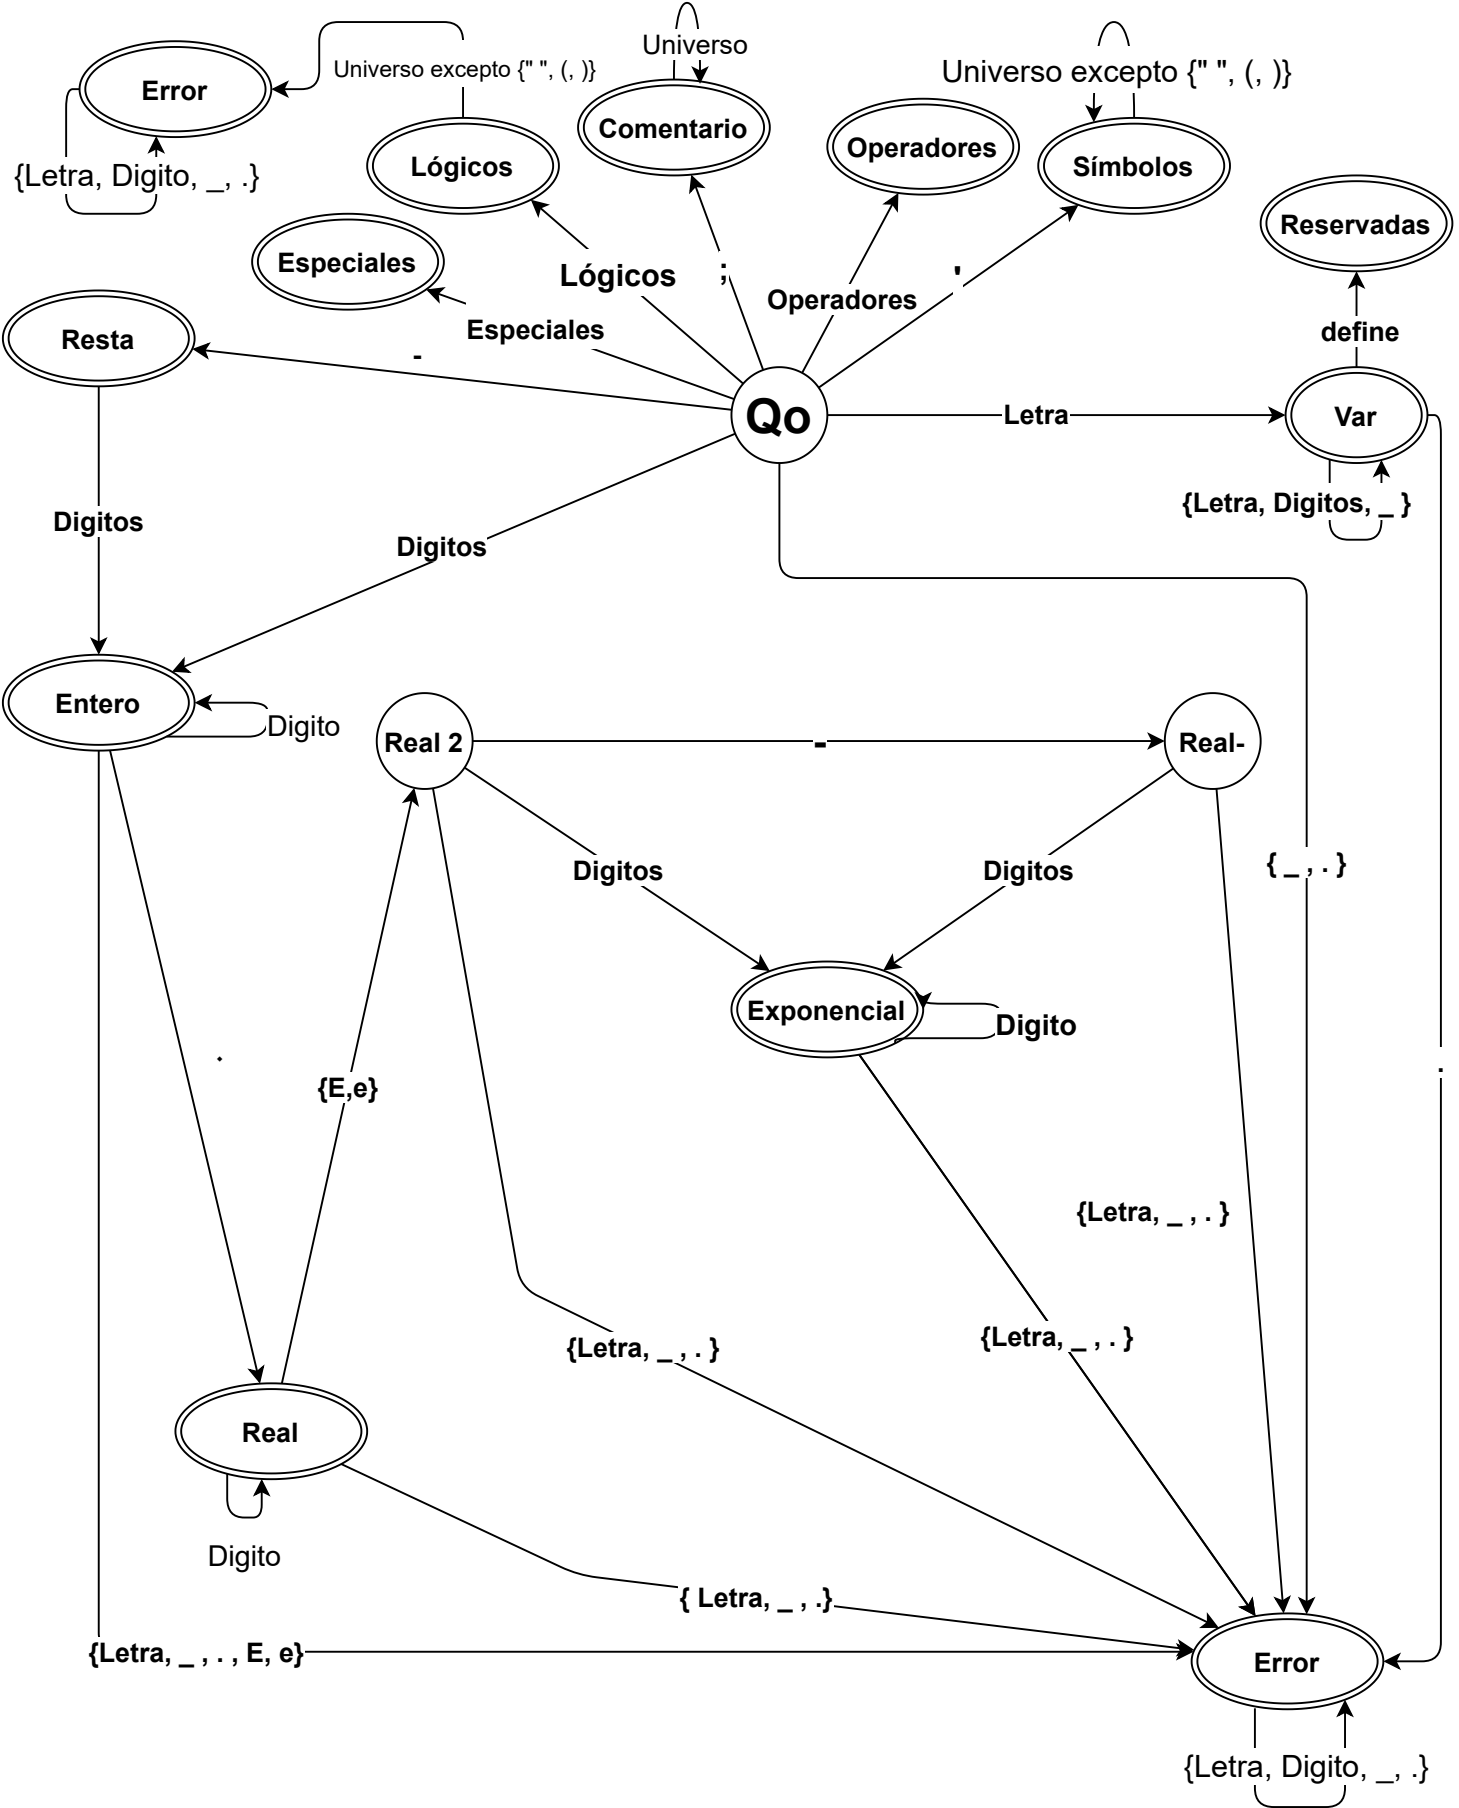 Universo
Universo excepto {" ", (, )}
Universo excepto {" ", (, )}
Error
Comentario
Operadores
Lógicos
Símbolos
{Letra, Digito, _, .}
Reservadas
Especiales
Lógicos
;
'
Operadores
Especiales
define
Resta
-
Qo
Letra
Var
{Letra, Digitos, _ }
Digitos
Digitos
Entero
Digito
Real 2
-
Real-
{ _ , . }
Digitos
Digitos
Exponencial
Digito
.
.
{E,e}
{Letra, _ , . }
{Letra, _ , . }
{Letra, _ , . }
Real
Digito
{ Letra, _ , .}
{Letra, _ , . , E, e}
Error
{Letra, Digito, _, .}